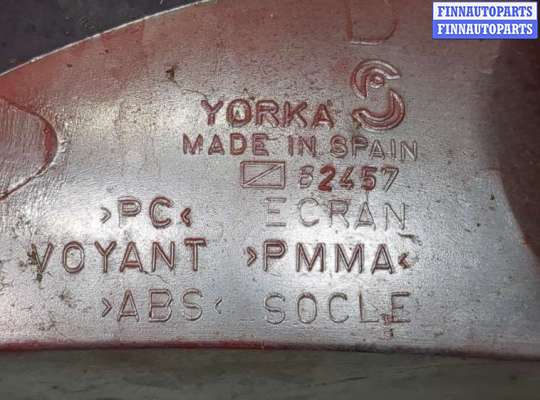 FINNAUTOPARTS
FINNAUTOPARTS
D
YORKA
MADE IN SPAIN
82457
>PC< ECRAN
VOYANT >PMMA<
>ABS< SOCLE